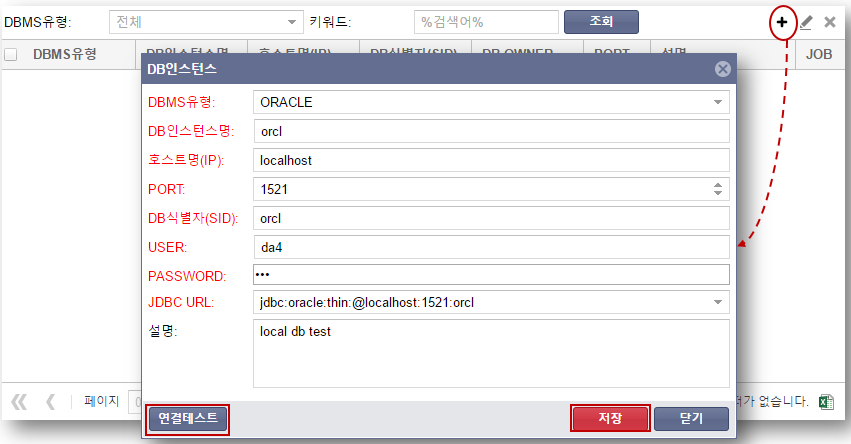 DBMS유형: 전체 키워드: %검색어% 조회
DBMS유형 DB인스턴스명 호스트명(IP) DB식별자(SID) DB OWNER PORT 설명 JOB
DB인스턴스
DBMS유형: ORACLE
DB인스턴스명: orcl
호스트명(IP): localhost
PORT: 1521
DB식별자(SID): orcl
USER: da4
PASSWORD: •••
JDBC URL: jdbc:oracle:thin:@localhost:1521:orcl
설명: local db test
페이지 0 가 없습니다.
연결테스트 저장 닫기